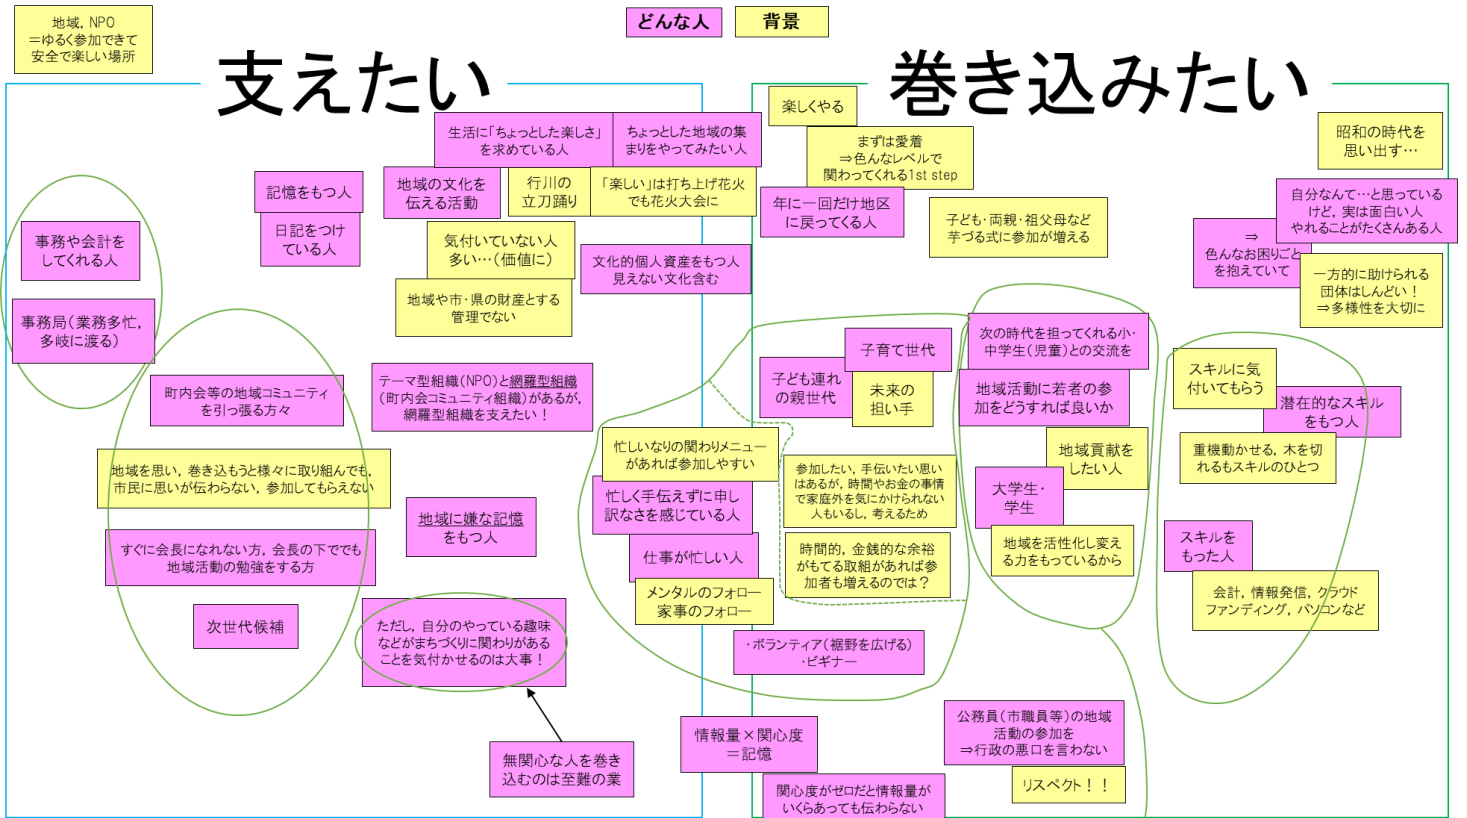 地域，NPO
＝ゆるく参加できて
安全で楽しい場所
どんな人
背景
支えたい
巻き込みたい
生活に「ちょっとした楽しさ」
を求めている人
ちょっとした地域の集
まりをやってみたい人
記憶をもつ人
日記をつけ
ている人
地域の文化を
伝える活動
行川の
立刀踊り
「楽しい」は打ち上げ花火
でも花火大会に
気付いていない人
多い…（価値に）
地域や市・県の財産とする
管理でない
文化的個人資産をもつ人
見えない文化含む
事務や会計を
してくれる人
事務局（業務多忙，
多岐に渡る）
町内会等の地域コミュニティ
を引っ張る方々
地域を思い，巻き込もうと様々に取り組んでも，
市民に思いが伝わらない，参加してもらえない
すぐに会長になれない方，会長の下ででも
地域活動の勉強をする方
次世代候補
テーマ型組織（NPO）と網羅型組織
（町内会コミュニティ組織）があるが，
網羅型組織を支えたい！
地域に嫌な記憶
をもつ人
ただし，自分のやっている趣味
などがまちづくりに関わりがある
ことを気付かせるのは大事！
無関心な人を巻き
込むのは至難の業
楽しくやる
まずは愛着
⇒色んなレベルで
関わってくれる1st step
年に一回だけ地区
に戻ってくる人
子ども・両親・祖父母など
芋づる式に参加が増える
昭和の時代を
思い出す…
自分なんて…と思っている
けど，実は面白い人
やれることがたくさんある人
⇒
色んなお困りごと
を抱えていて
一方的に助けられる
団体はしんどい！
⇒多様性を大切に
子育て世代
子ども連れ
の親世代
未来の
担い手
次の時代を担ってくれる小・
中学生（児童）との交流を
地域活動に若者の参
加をどうすれば良いか
地域貢献を
したい人
大学生・
学生
地域を活性化し変え
る力をもっているから
スキルに気
付いてもらう
潜在的なスキル
をもつ人
重機動かせる，木を切
れるもスキルのひとつ
スキルを
もった人
会計，情報発信，クラウド
ファンディング，パソコンなど
忙しいなりの関わりメニュー
があれば参加しやすい
忙しく手伝えずに申し
訳なさを感じている人
仕事が忙しい人
メンタルのフォロー
家事のフォロー
参加したい，手伝いたい思い
はあるが，時間やお金の事情
で家庭外を気にかけられない
人もいるし，考えるため
時間的，金銭的な余裕
がもてる取組があれば参
加者も増えるのでは？
・ボランティア（裾野を広げる）
・ビギナー
情報量×関心度
＝記憶
関心度がゼロだと情報量が
いくらあっても伝わらない
公務員（市職員等）の地域
活動の参加を
⇒行政の悪口を言わない
リスペクト！！